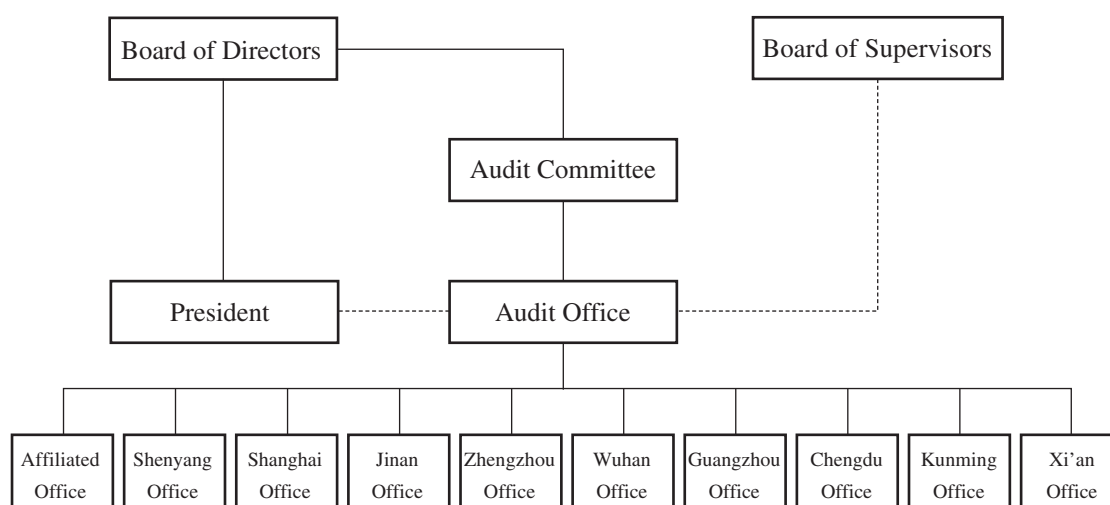 Board of Directors
Board of Supervisors
Audit Committee
President
Audit Office
Affiliated
Office
Shenyang
Office
Shanghai
Office
Jinan
Office
Zhengzhou
Office
Wuhan
Office
Guangzhou
Office
Chengdu
Office
Kunming
Office
Xi’an
Office